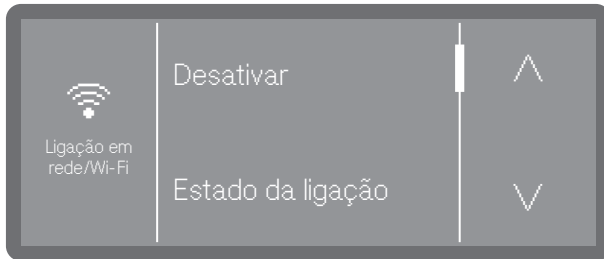 Ligação em
rede/Wi-Fi
Desativar
Estado da ligação